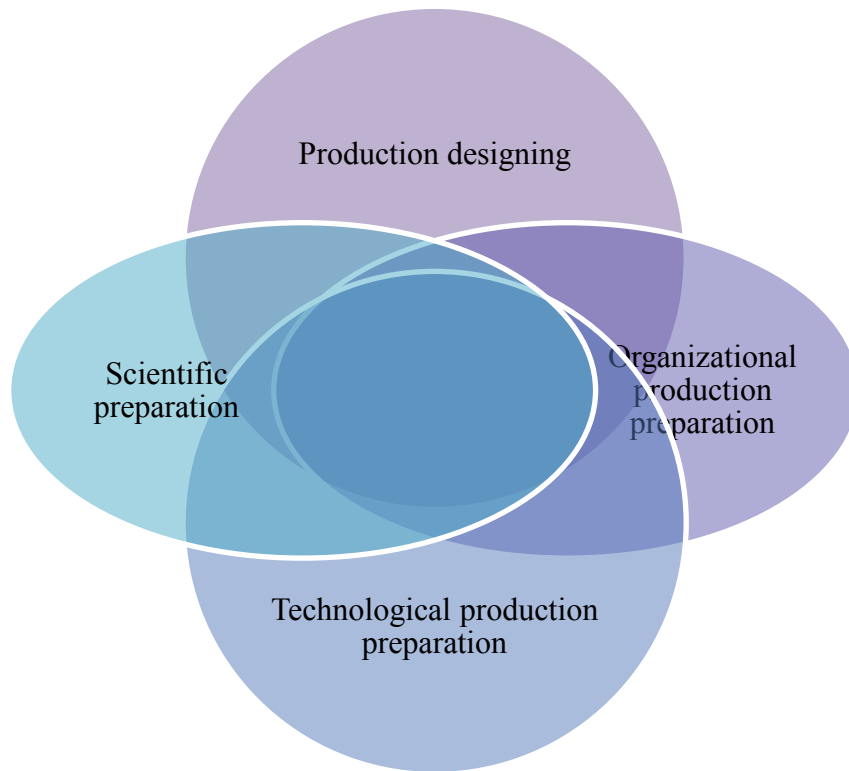 Production designing
Scientific
preparation
Organizational
production
preparation
Technological production
preparation